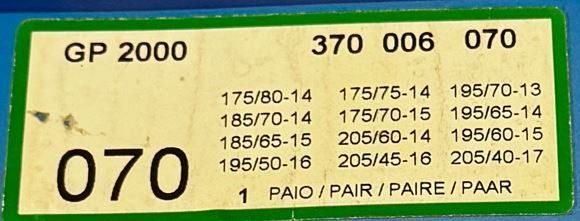 GP 2000 370 006 070
175/80-14 175/75-14 195/70-13
185/70-14 175/70-15 195/65-14
185/65-15 205/60-14 195/60-15
195/50-16 205/45-16 205/40-17
070
1 PAIO / PAIR / PAIRE / PAAR